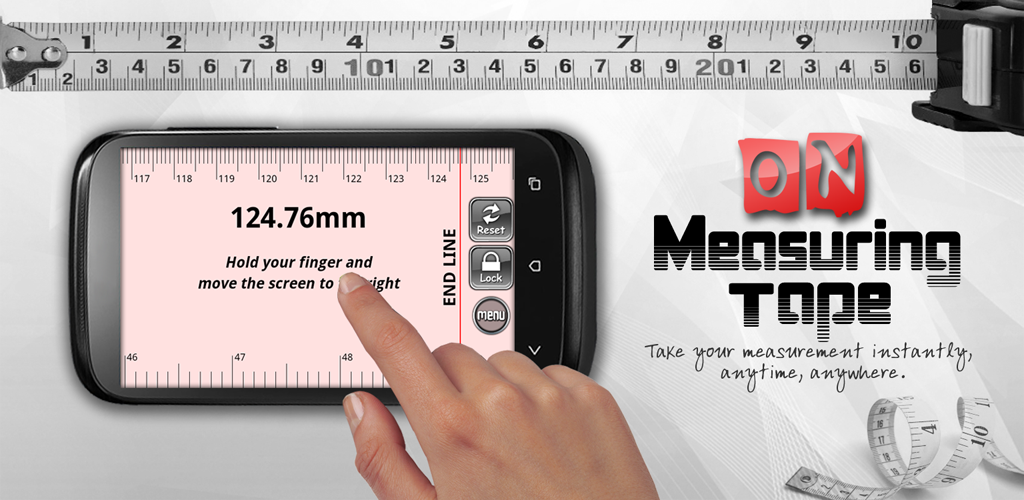 1 2 3 4 5 6 7 8 9 10
1 2 3 4 5 6 7 8 9 10 1 2 3 4 5 6 7 8 9 20 1 2 3 4 5 6
117 118 119 120 121 122 123 124 125
124.76mm
Hold your finger and
move the screen to right
END LINE
Reset
Lock
menu
46 47 48
ON
Measuring
Tape
Take your measurement instantly,
anytime, anywhere.
4
10
11